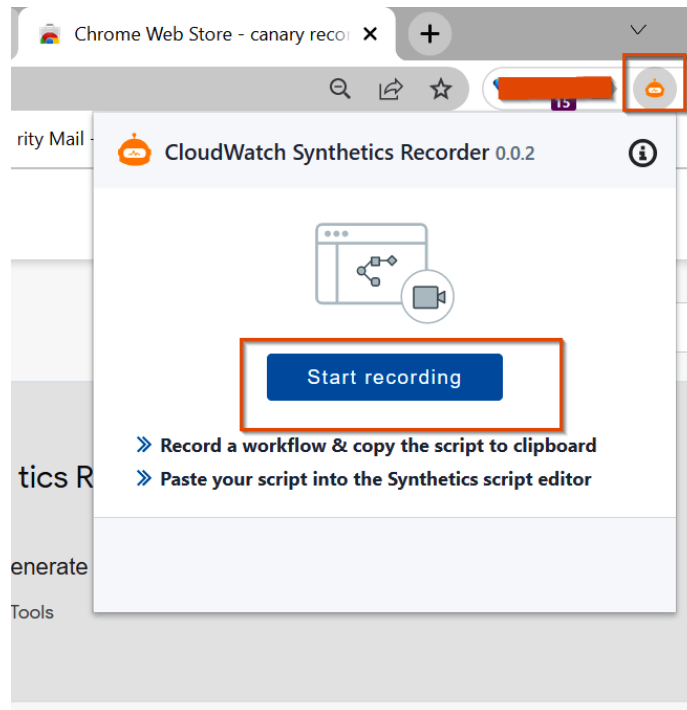 Chrome Web Store - canary recor
15
rity Mail -
CloudWatch Synthetics Recorder 0.0.2
Start recording
Record a workflow & copy the script to clipboard
Paste your script into the Synthetics script editor
tics R
enerate
Tools